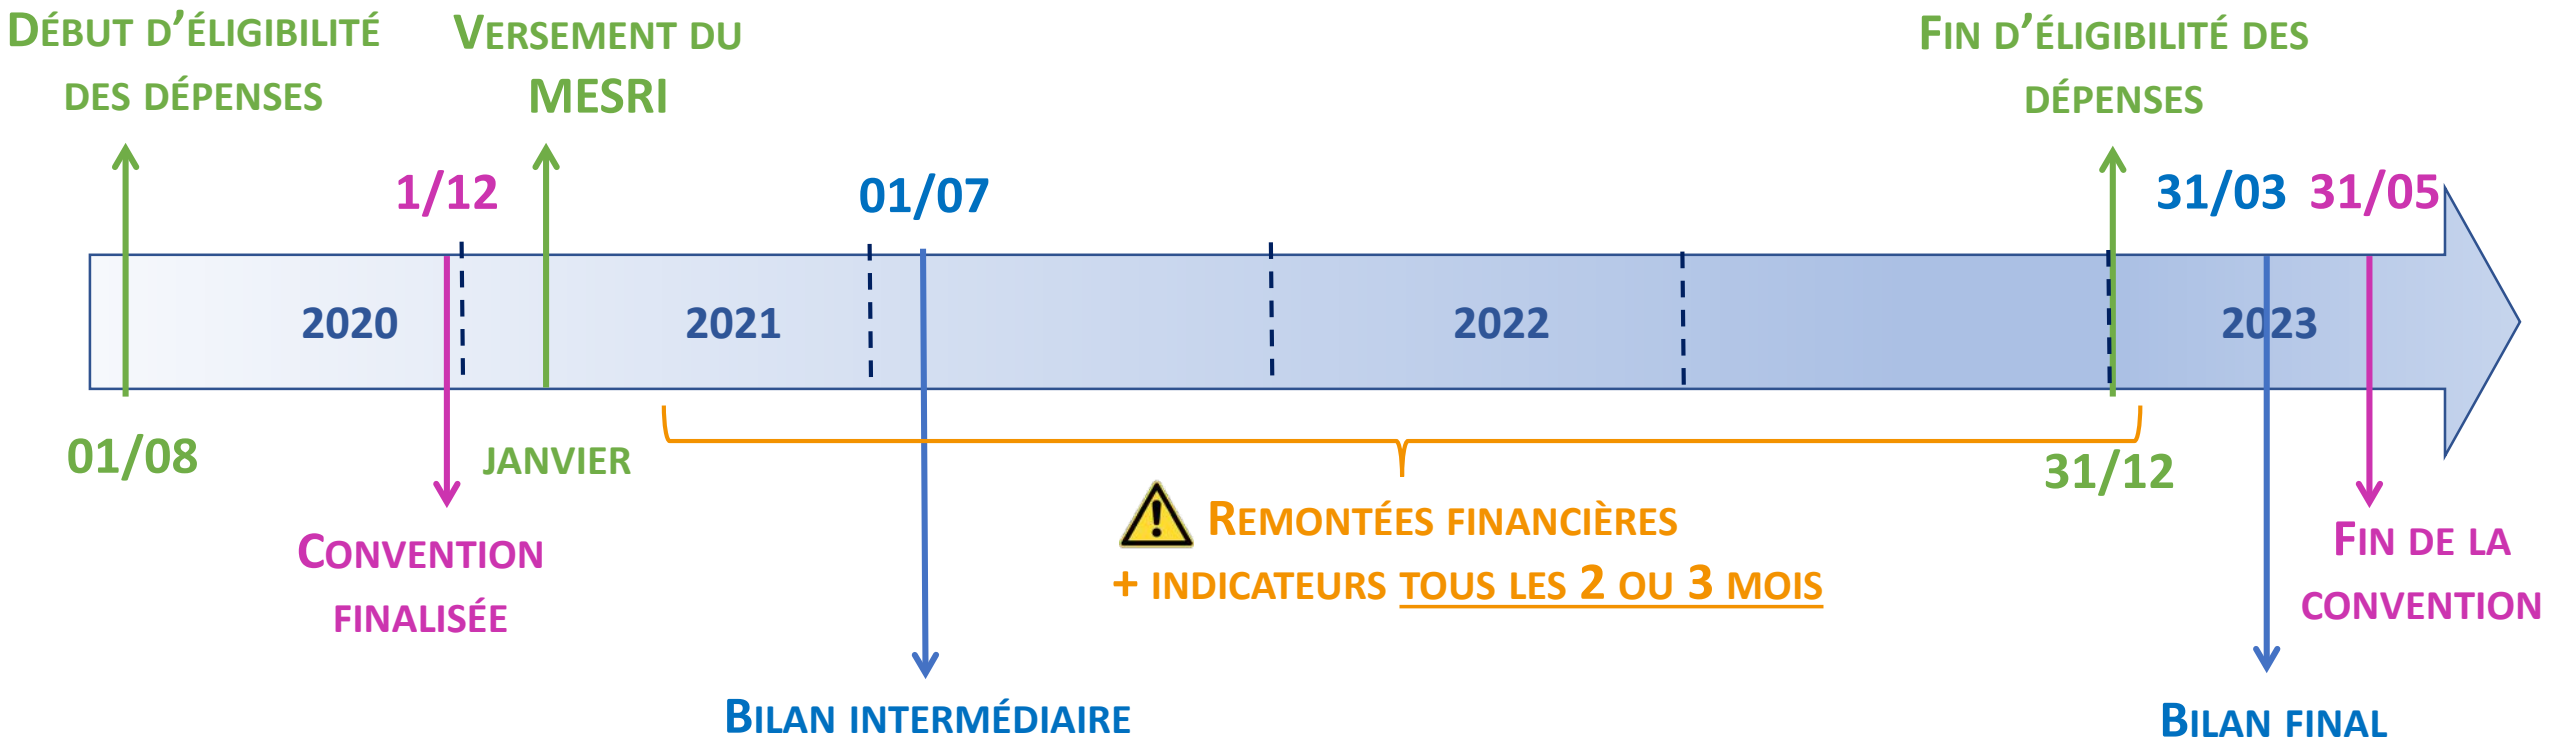 DÉBUT D'ÉLIGIBILITÉ
DES DÉPENSES
VERSEMENT DU
MESRI
FIN D'ÉLIGIBILITÉ DES
DÉPENSES
1/12
01/07
31/03
31/05
2020
2021
2022
2023
01/08
JANVIER
31/12
REMONTÉES FINANCIÈRES
+ INDICATEURS TOUS LES 2 OU 3 MOIS
CONVENTION
FINALISÉE
FIN DE LA
CONVENTION
BILAN INTERMÉDIAIRE
BILAN FINAL